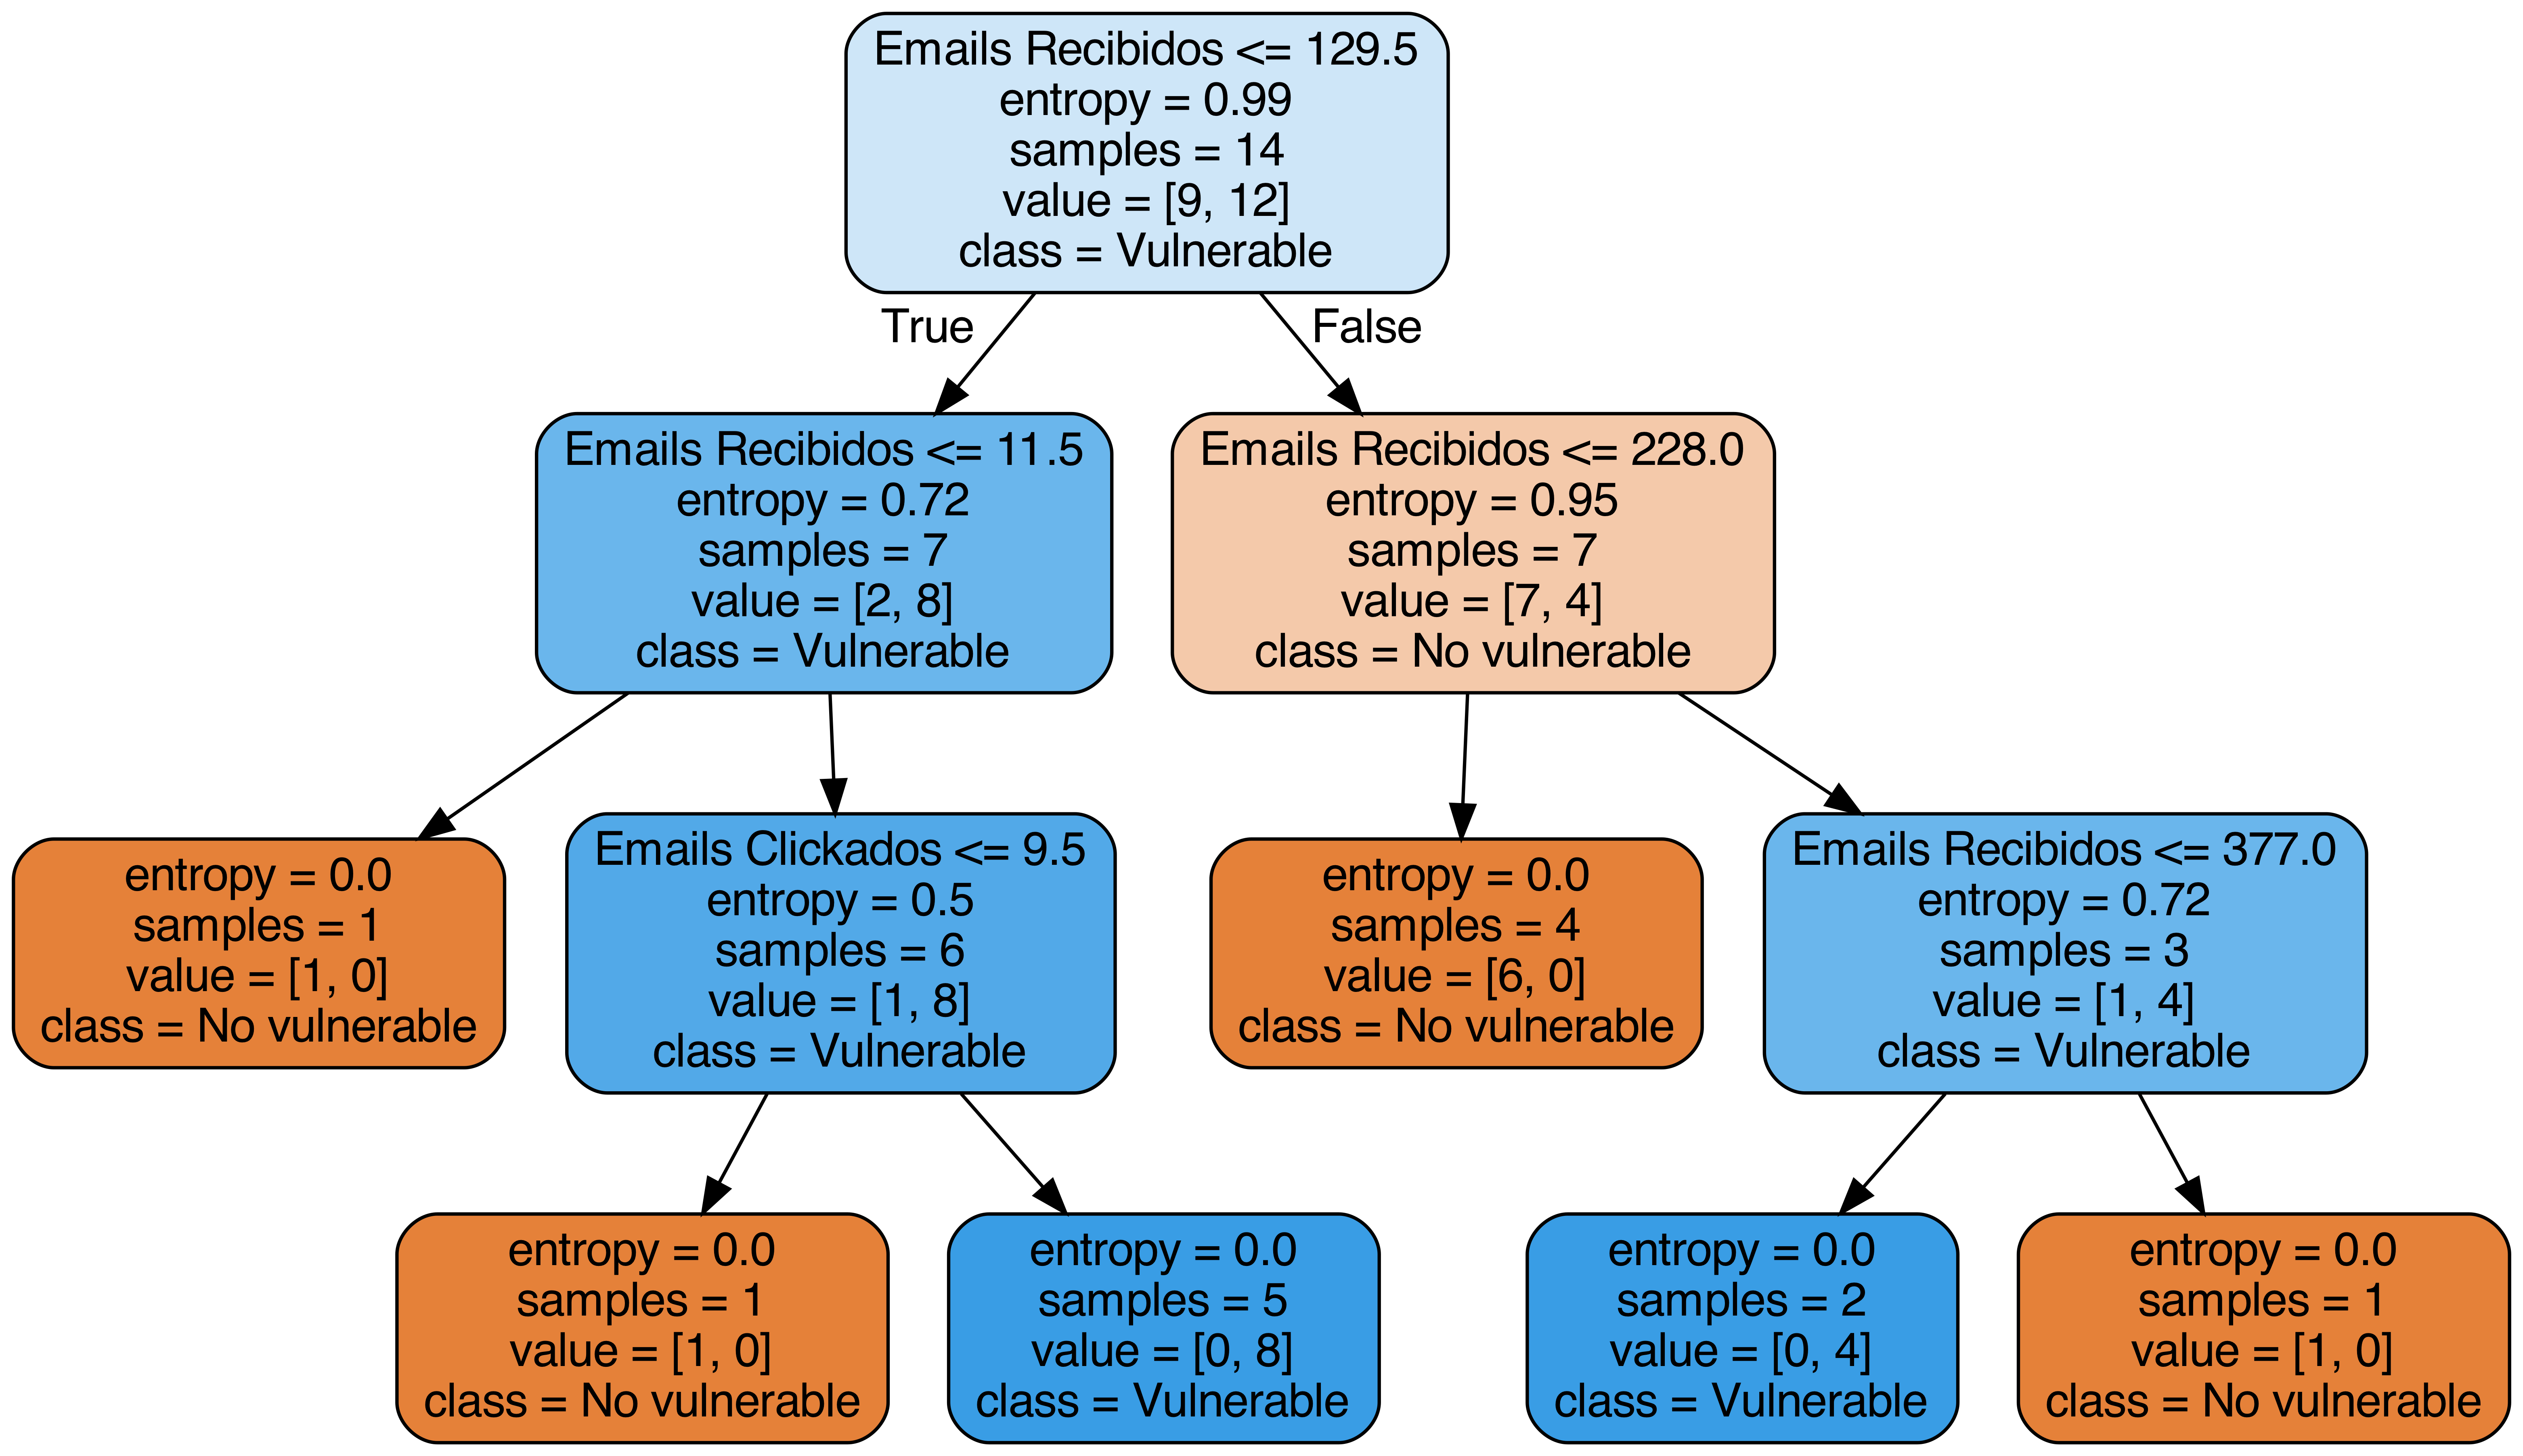 Emails Recibidos <= 129.5
entropy = 0.99
samples = 14
value = [9, 12]
class = Vulnerable
True
False
Emails Recibidos <= 11.5
entropy = 0.72
samples = 7
value = [2, 8]
class = Vulnerable
Emails Recibidos <= 228.0
entropy = 0.95
samples = 7
value = [7, 4]
class = No vulnerable
entropy = 0.0
samples = 1
value = [1, 0]
class = No vulnerable
Emails Clickados <= 9.5
entropy = 0.5
samples = 6
value = [1, 8]
class = Vulnerable
entropy = 0.0
samples = 4
value = [6, 0]
class = No vulnerable
Emails Recibidos <= 377.0
entropy = 0.72
samples = 3
value = [1, 4]
class = Vulnerable
entropy = 0.0
samples = 1
value = [1, 0]
class = No vulnerable
entropy = 0.0
samples = 5
value = [0, 8]
class = Vulnerable
entropy = 0.0
samples = 2
value = [0, 4]
class = Vulnerable
entropy = 0.0
samples = 1
value = [1, 0]
class = No vulnerable